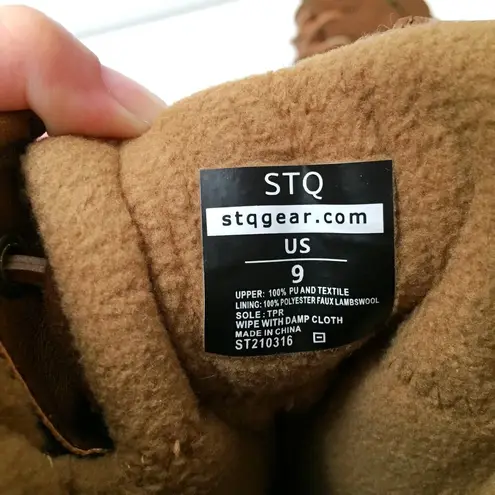 STQ
stqgear.com
US
9
UPPER: 100% PU AND TEXTILE
LINING: 100% POLYESTER FAUX LAMBSWOOL
SOLE: TPR
WIPE WITH DAMP CLOTH
MADE IN CHINA
ST210316